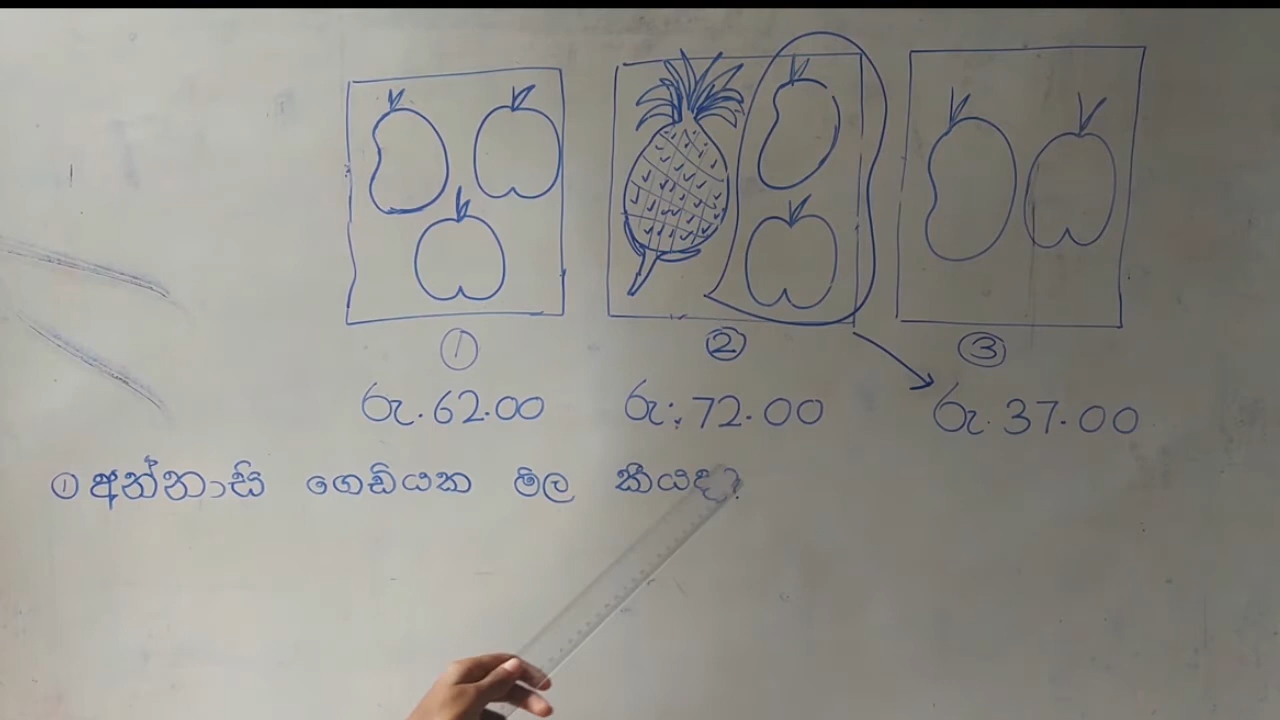 ① ② ③
රු. 62.00 රු. 72.00 රු. 37.00
① අන්නාසි ගෙඩියක මිල කීයද?